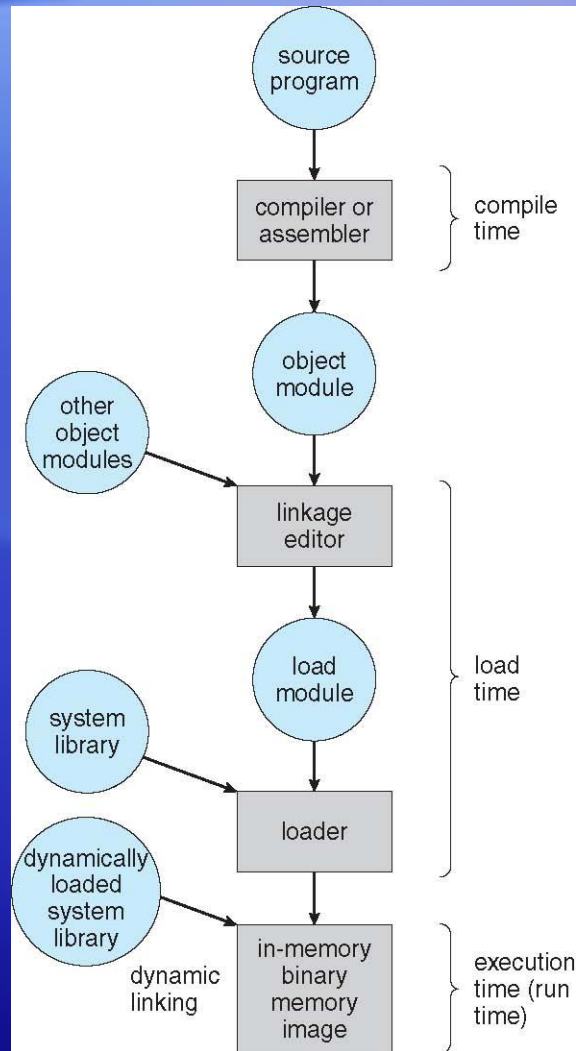 source
program
compiler or
assembler
compile
time
object
module
other
object
modules
linkage
editor
load
module
load
time
system
library
loader
dynamically
loaded
system
library
dynamic
linking
in-memory
binary
memory
image
execution
time (run
time)